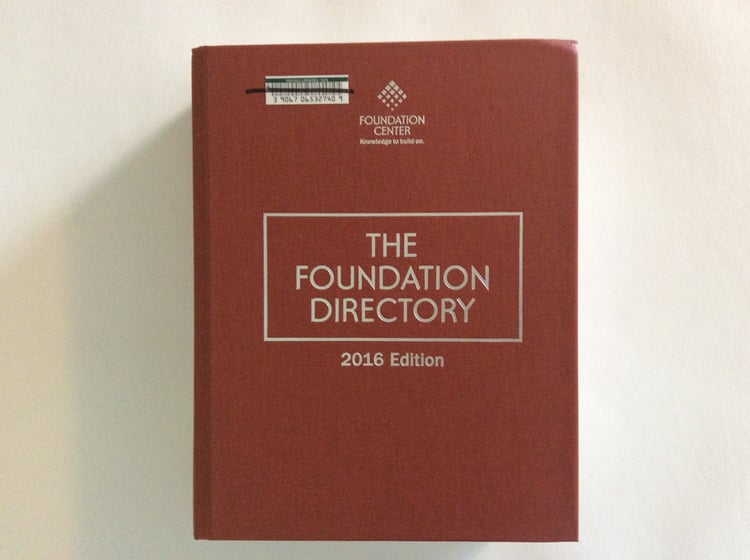 3 9067 06532740 9
FOUNDATION
CENTER
Knowledge to build on.
THE
FOUNDATION
DIRECTORY
2016 Edition